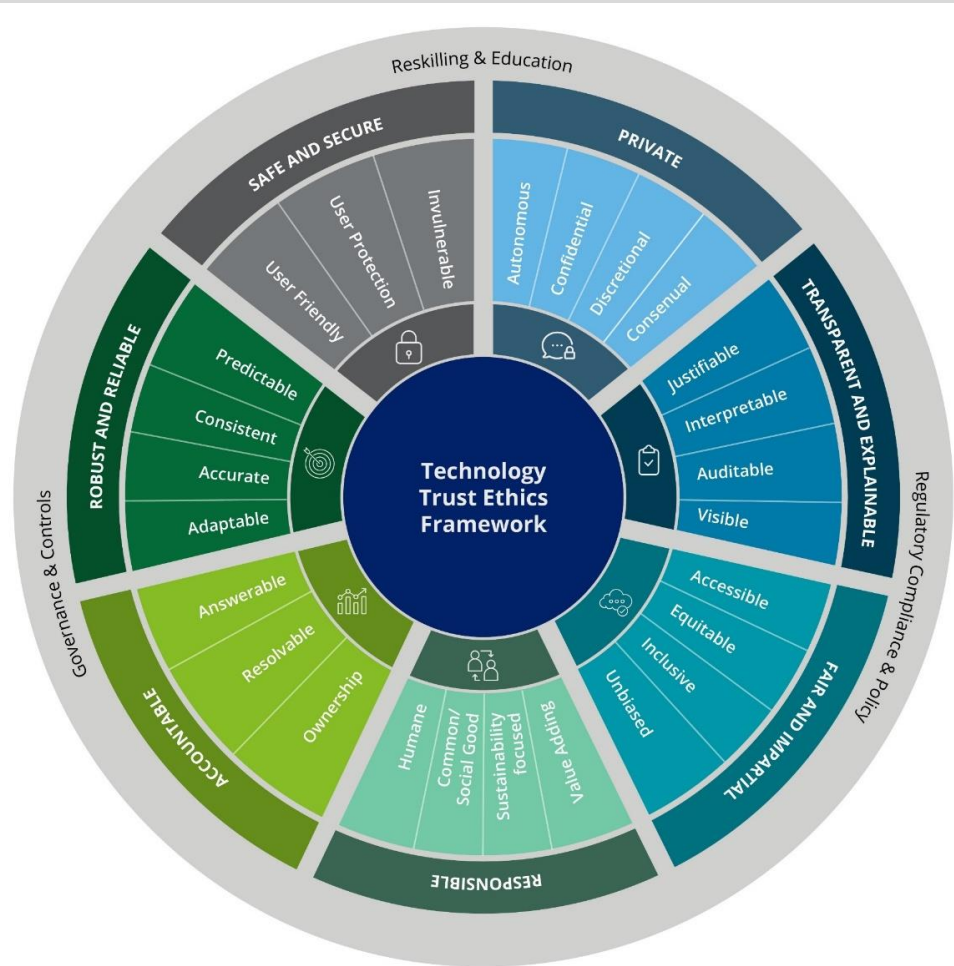 Reskilling & Education
SAFE AND SECURE
User Friendly
User Protection
Invulnerable
PRIVATE
Autonomous
Confidential
Discretional
Consenual
TRANSPARENT AND EXPLAINABLE
Justifiable
Interpretable
Auditable
Visible
Regulatory Compliance & Policy
FAIR AND IMPARTIAL
Accessible
Equitable
Inclusive
Unbiased
RESPONSIBLE
Humane
Common/
Social Good
Sustainability
focused
Value Adding
ACCOUNTABLE
Answerable
Resolvable
Ownership
Governance & Controls
ROBUST AND RELIABLE
Predictable
Consistent
Accurate
Adaptable
Technology
Trust Ethics
Framework